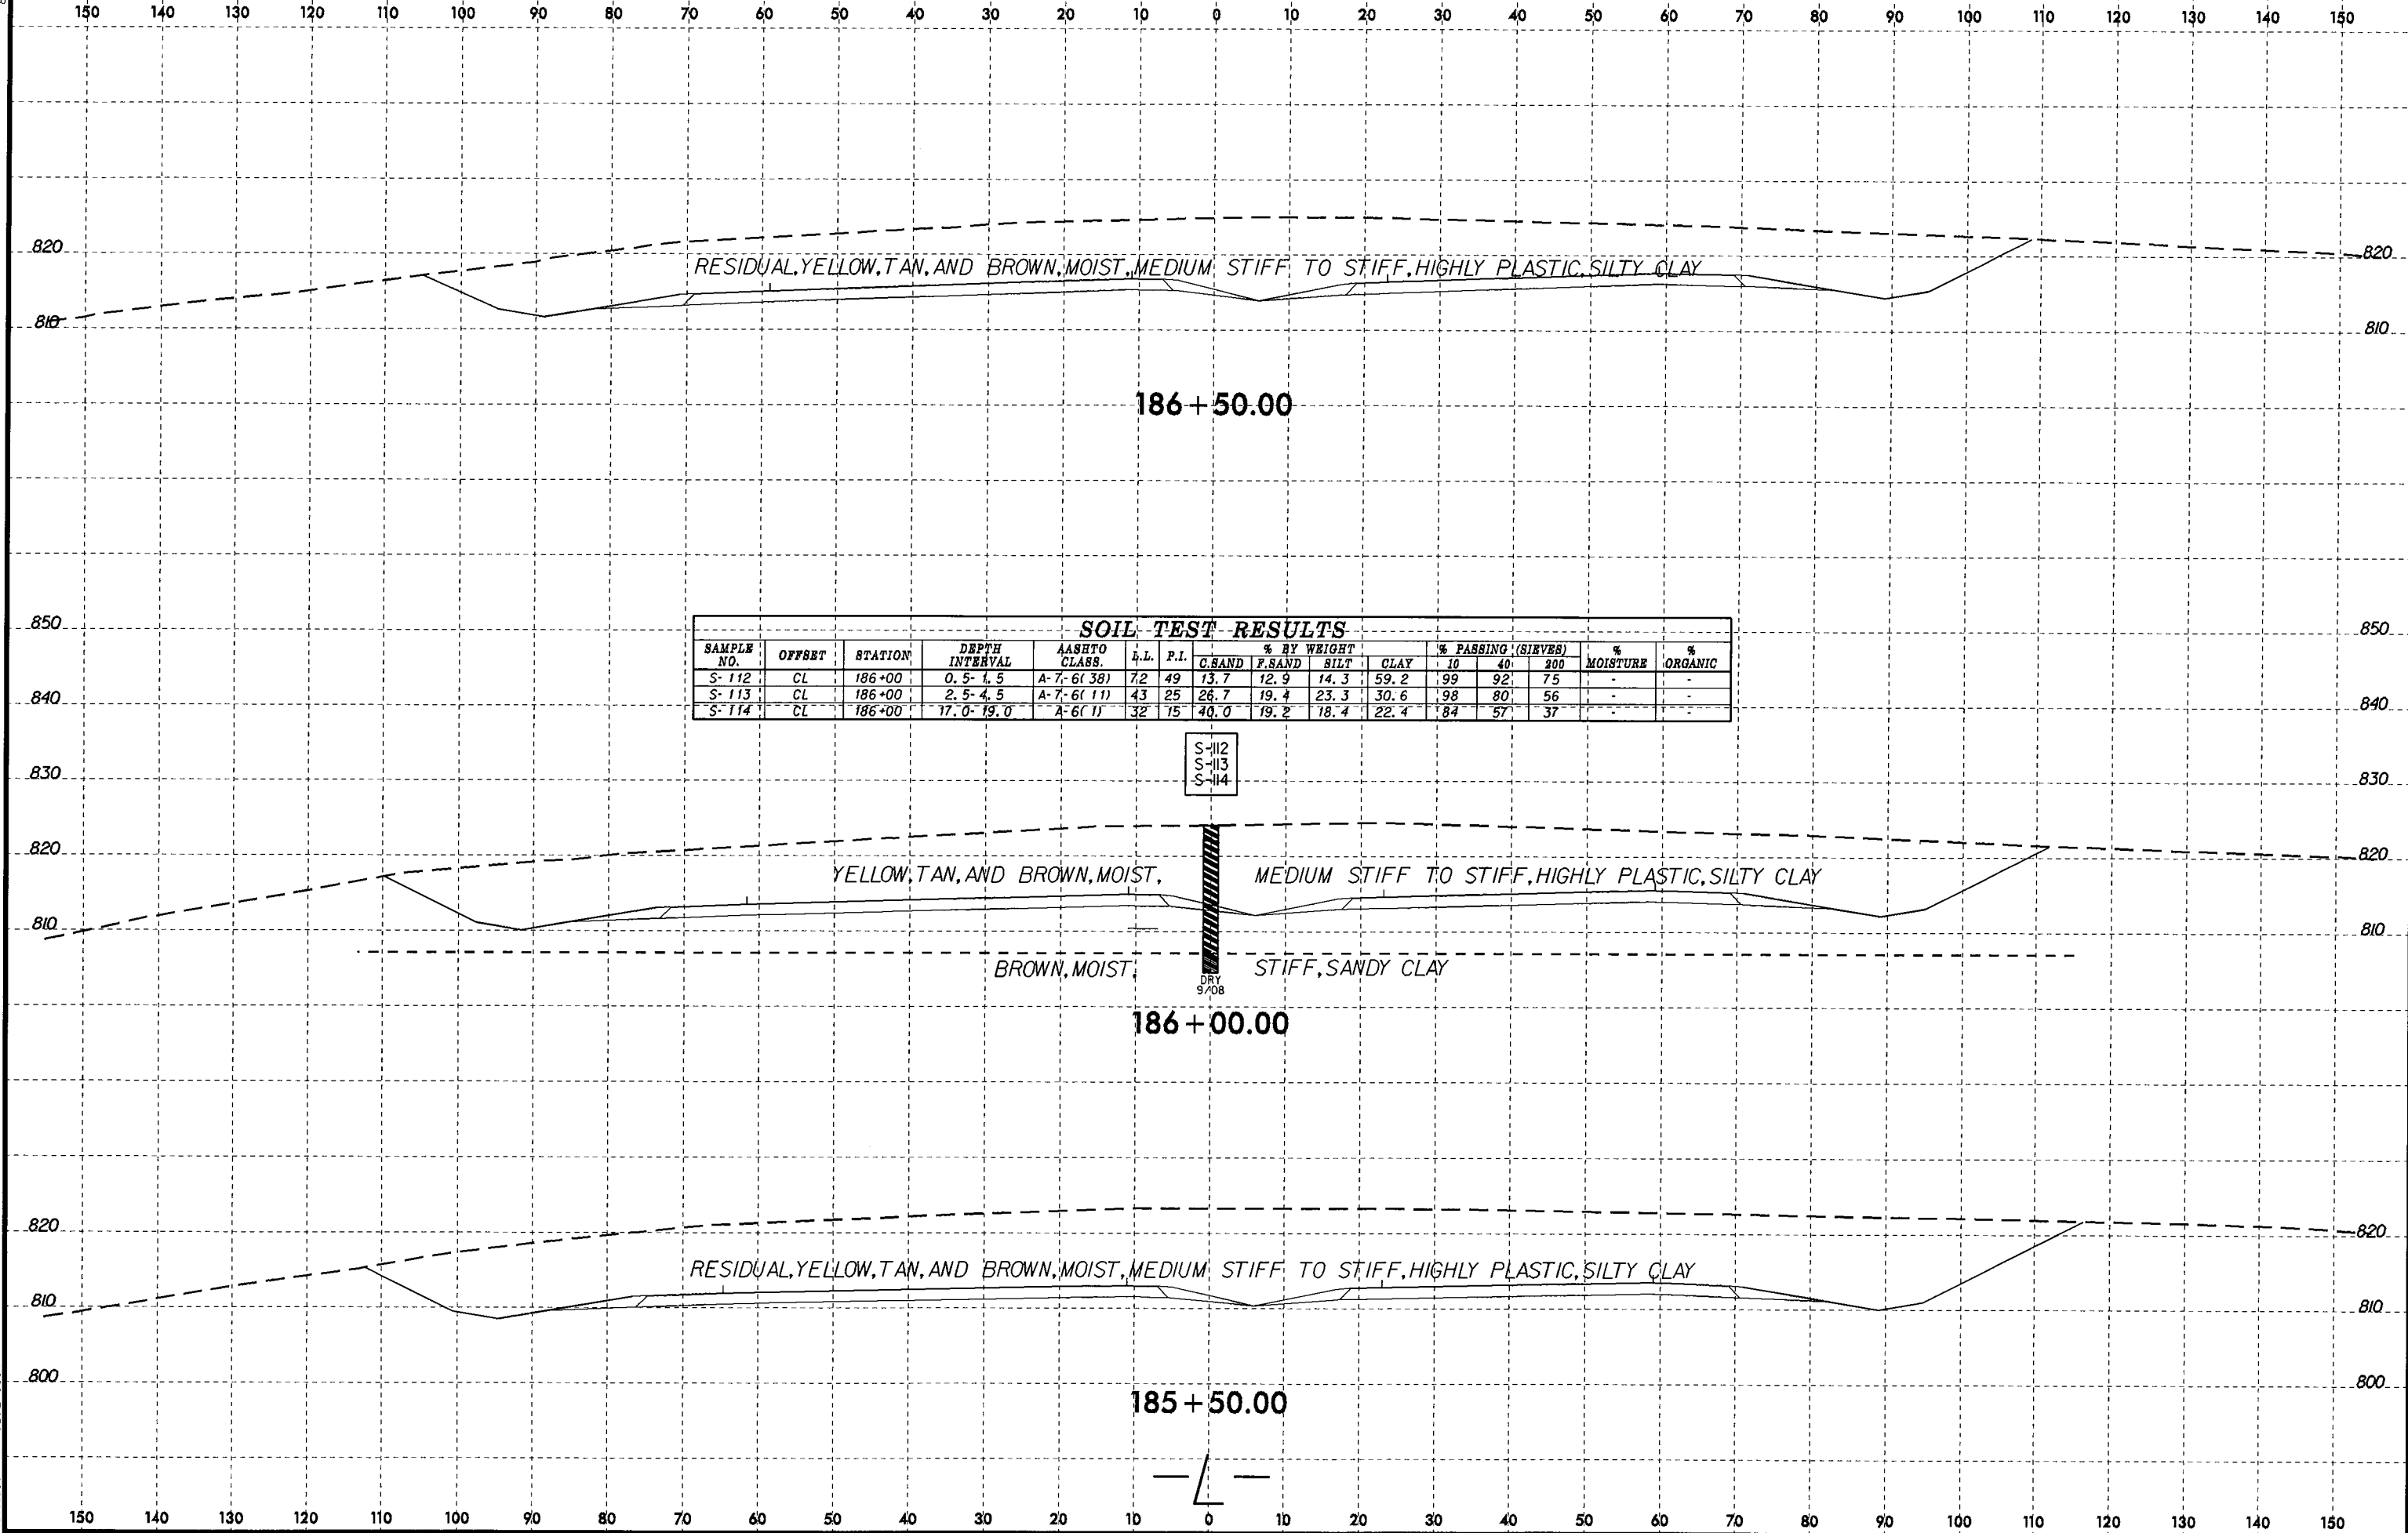 150 140 130 120 110 100 90 80 70 60 50 40 30 20 10 0 10 20 30 40 50 60 70 80 90 100 110 120 130 140 150
820 820
RESIDUAL, YELLOW, TAN, AND BROWN, MOIST, MEDIUM STIFF TO STIFF, HIGHLY PLASTIC, SILTY CLAY
810 810
186+50.00
850 850
SOIL TEST RESULTS
SAMPLE NO. OFFSET STATION DEPTH INTERVAL AASHTO CLASS. L.L. P.I. % BY WEIGHT C.SAND F.SAND SILT CLAY % PASSING (SIEVES) 10 40 200 % MOISTURE % ORGANIC
S-112 CL 186+00 0.5-1.5 A-7-6(38) 72 49 13.7 12.9 14.3 59.2 99 92 75 - -
S-113 CL 186+00 2.5-4.5 A-7-6(11) 43 25 26.7 19.4 23.3 30.6 98 80 56 - -
S-114 CL 186+00 17.0-19.0 A-6(1) 32 15 40.0 19.2 18.4 22.4 84 57 37 - -
840 840
S-112
S-113
S-114
830 830
820 820
YELLOW, TAN, AND BROWN, MOIST, MEDIUM STIFF TO STIFF, HIGHLY PLASTIC, SILTY CLAY
810 810
BROWN, MOIST, STIFF, SANDY CLAY
DRY
9/08
186+00.00
820 820
RESIDUAL, YELLOW, TAN, AND BROWN, MOIST, MEDIUM STIFF TO STIFF, HIGHLY PLASTIC, SILTY CLAY
810 810
800 800
185+50.00
-L-
150 140 130 120 110 100 90 80 70 60 50 40 30 20 10 0 10 20 30 40 50 60 70 80 90 100 110 120 130 140 150